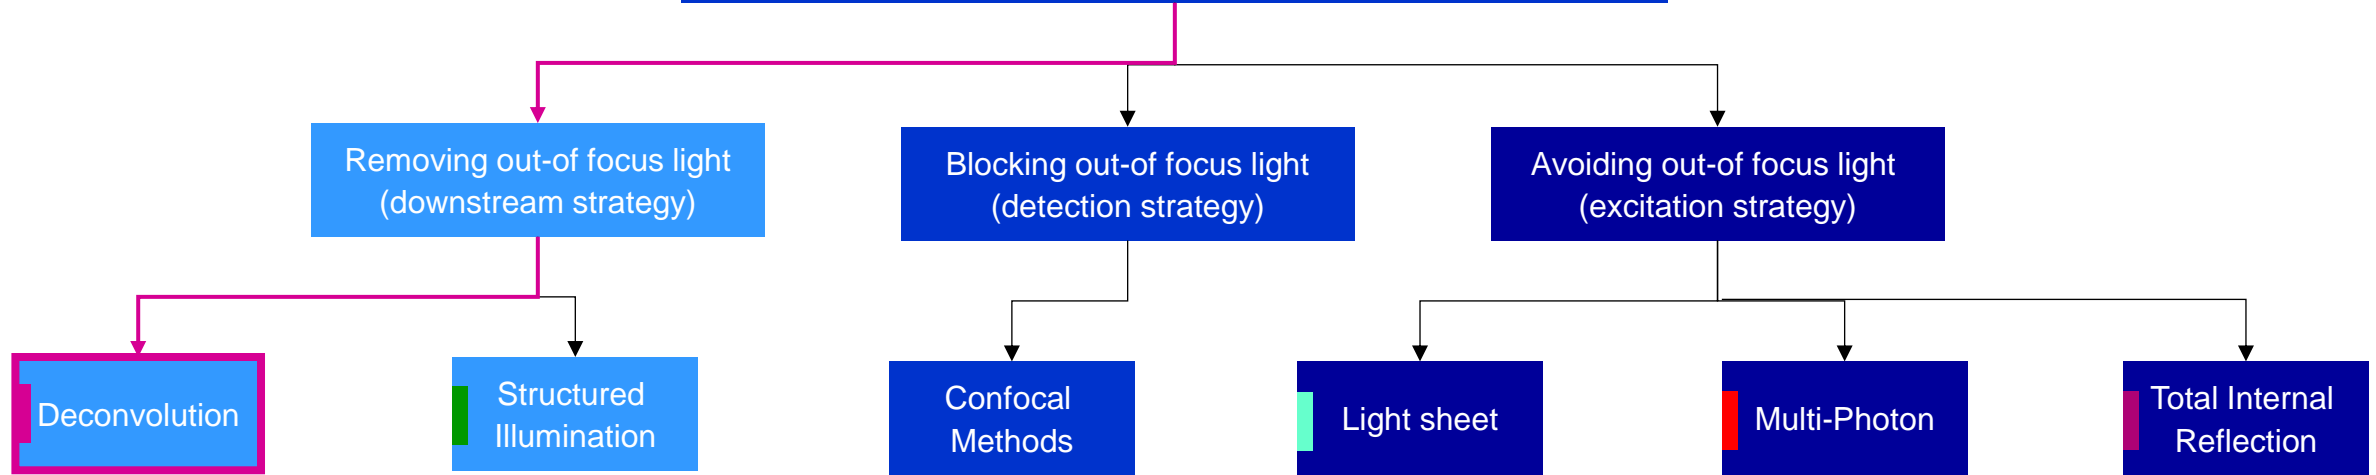 Removing out-of focus light
(downstream strategy)
Blocking out-of focus light
(detection strategy)
Avoiding out-of focus light
(excitation strategy)
Deconvolution
Structured
Illumination
Confocal
Methods
Light sheet
Multi-Photon
Total Internal
Reflection